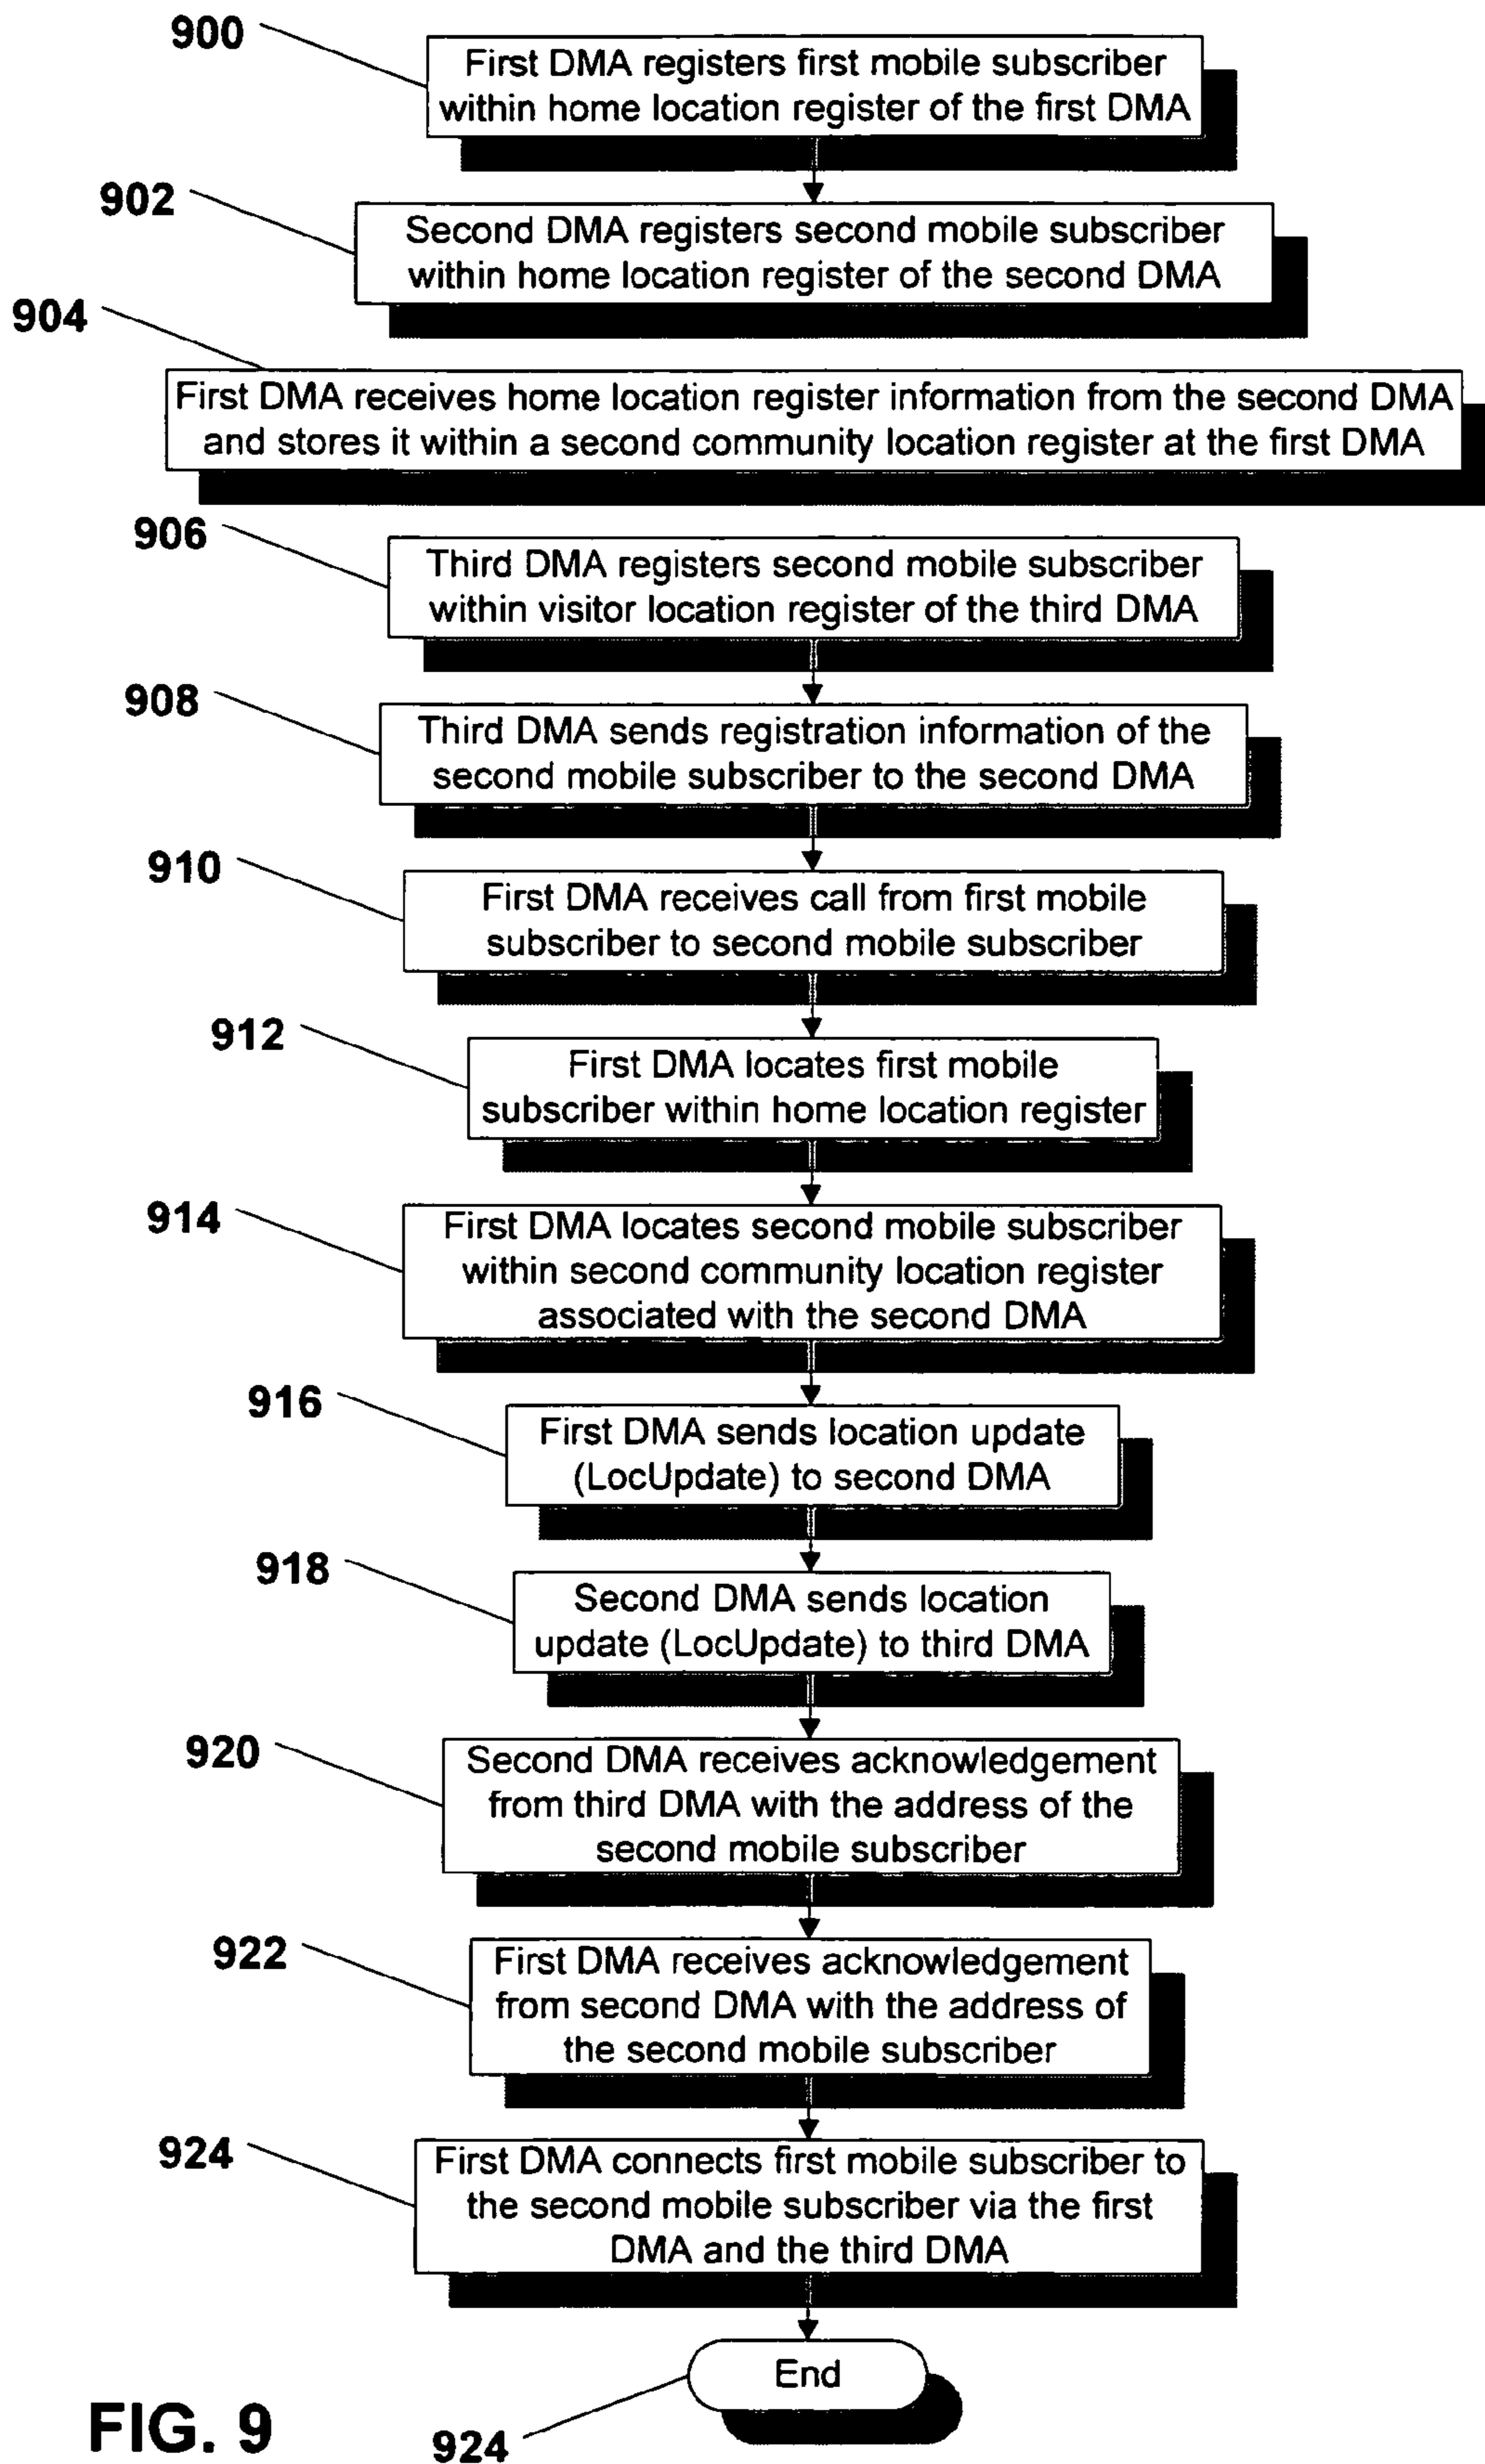 900
First DMA registers first mobile subscriber
within home location register of the first DMA
902
Second DMA registers second mobile subscriber
within home location register of the second DMA
904
First DMA receives home location register information from the second DMA
and stores it within a second community location register at the first DMA
906
Third DMA registers second mobile subscriber
within visitor location register of the third DMA
908
Third DMA sends registration information of the
second mobile subscriber to the second DMA
910
First DMA receives call from first mobile
subscriber to second mobile subscriber
912
First DMA locates first mobile
subscriber within home location register
914
First DMA locates second mobile subscriber
within second community location register
associated with the second DMA
916
First DMA sends location update
(LocUpdate) to second DMA
918
Second DMA sends location
update (LocUpdate) to third DMA
920
Second DMA receives acknowledgement
from third DMA with the address of the
second mobile subscriber
922
First DMA receives acknowledgement
from second DMA with the address of
the second mobile subscriber
924
First DMA connects first mobile subscriber to
the second mobile subscriber via the first
DMA and the third DMA
End
924
FIG. 9